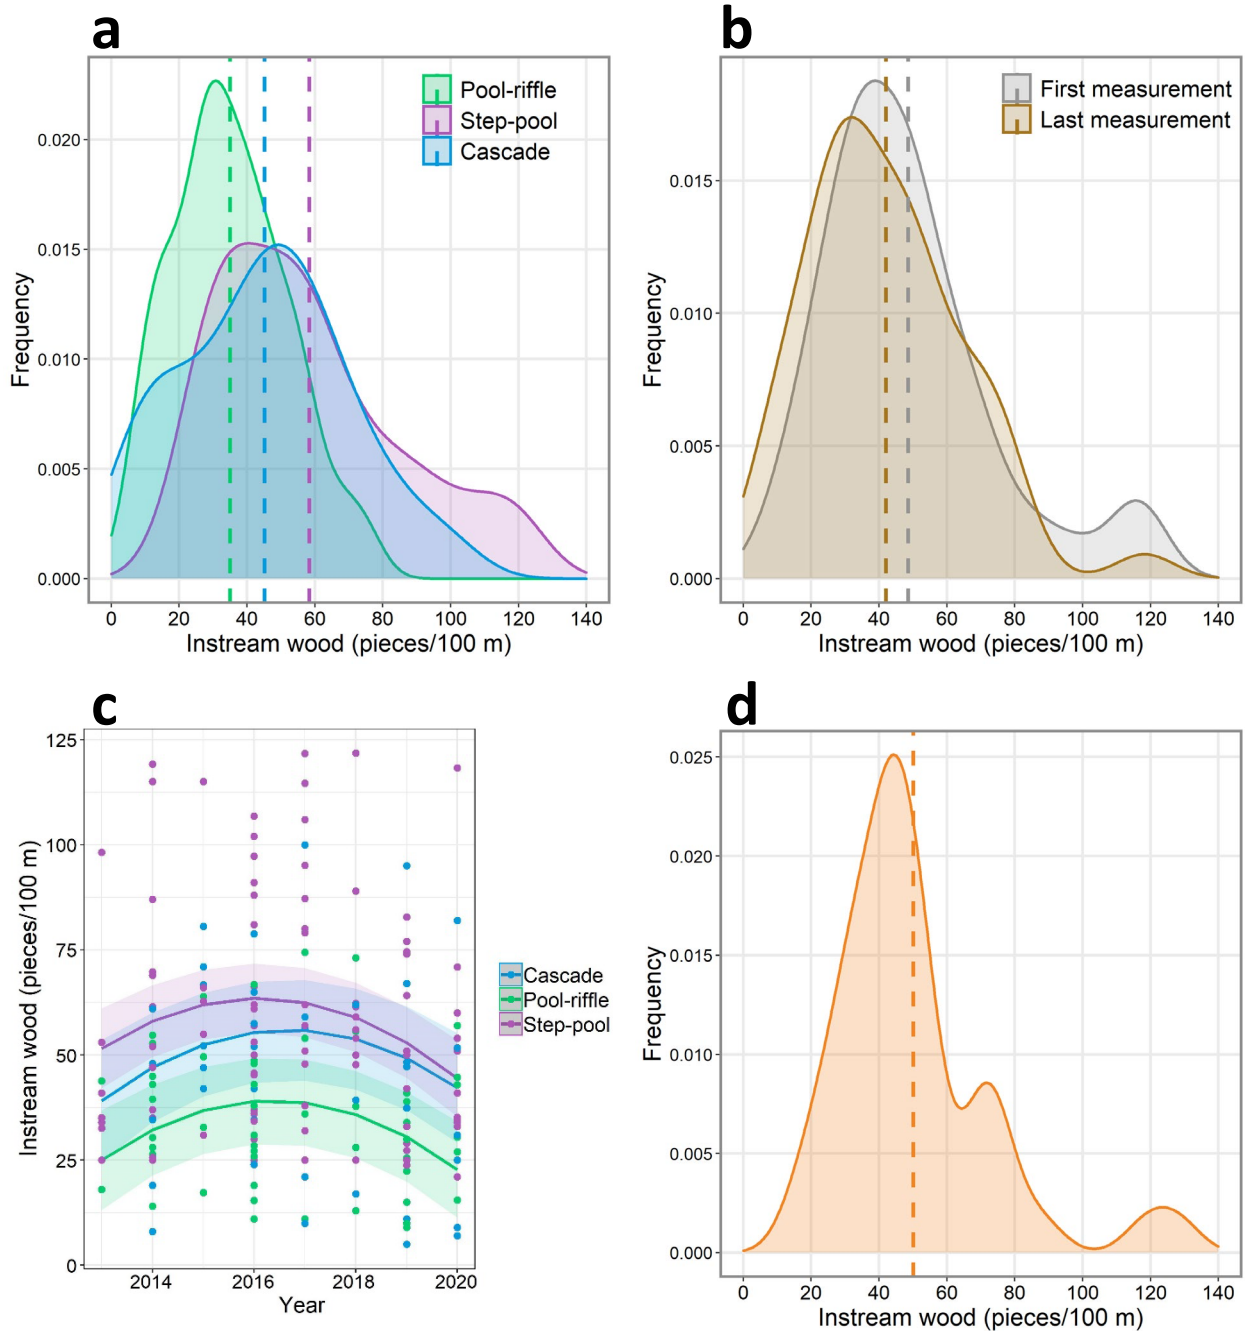 a
Pool-riffle
Step-pool
Cascade
Frequency
0.020
0.015
0.010
0.005
0.000
0 20 40 60 80 100 120 140
Instream wood (pieces/100 m)
b
First measurement
Last measurement
Frequency
0.015
0.010
0.005
0.000
0 20 40 60 80 100 120 140
Instream wood (pieces/100 m)
c
Instream wood (pieces/100 m)
125
100
75
50
25
0
2014 2016 2018 2020
Year
Cascade
Pool-riffle
Step-pool
d
Frequency
0.025
0.020
0.015
0.010
0.005
0.000
0 20 40 60 80 100 120 140
Instream wood (pieces/100 m)